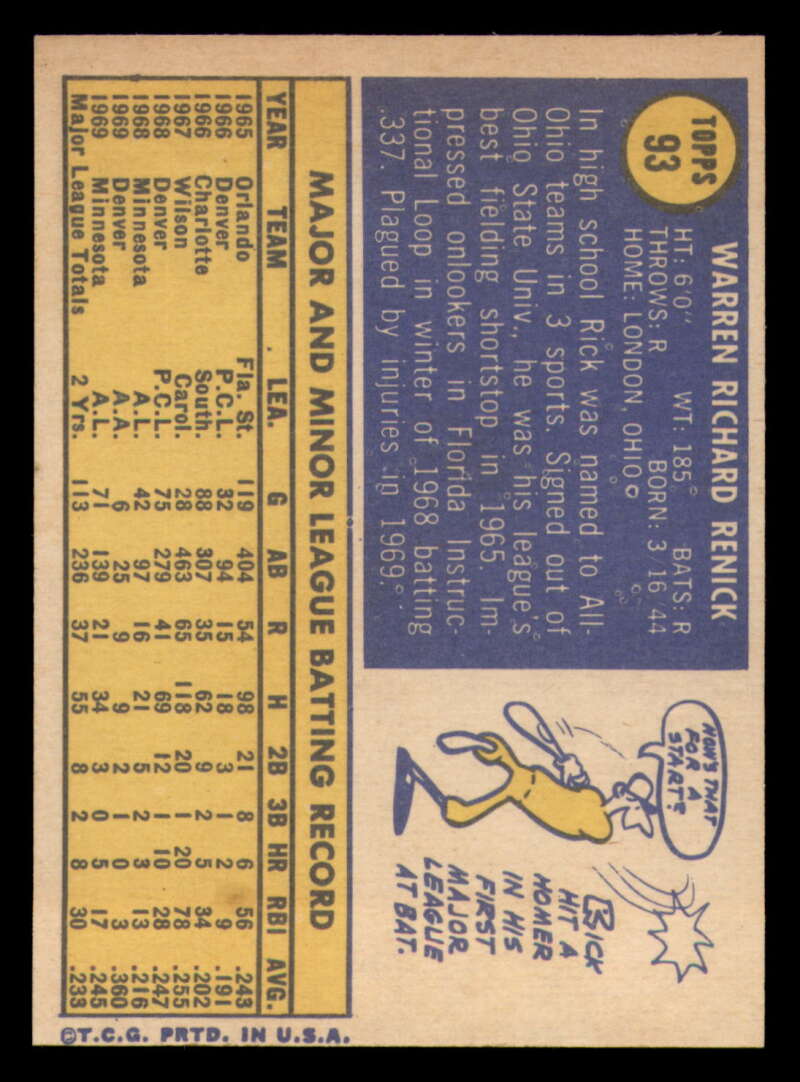 TOPPS
93
WARREN RICHARD RENICK
HT: 6'0" WT: 185 BATS: R
THROWS: R BORN: 3 16 44
HOME: LONDON, OHIO
In high school Rick was named to All-
Ohio teams in 3 sports. Signed out of
Ohio State Univ., he was his league's
best fielding shortstop in 1965. Im-
pressed onlookers in Florida Instruc-
tional Loop in winter of 1968 batting
.337. Plagued by injuries in 1969.
HOW'S THAT
FOR A
START?
RICK
HIT A
HOMER
IN HIS
FIRST
MAJOR
LEAGUE
AT BAT.
MAJOR AND MINOR LEAGUE BATTING RECORD
YEAR TEAM LEA. G AB R H 2B 3B HR RBI AVG.
1965 Orlando Fla. St. 119 404 54 98 21 8 6 56 .243
1966 Denver P.C.L. 32 94 15 18 3 1 2 9 .191
1966 Charlotte South. 88 307 35 62 9 2 5 34 .202
1967 Wilson Carol. 28 463 65 118 20 1 20 78 .255
1968 Denver P.C.L. 75 279 41 69 12 1 10 28 .247
1968 Minnesota A.L. 42 97 16 21 5 2 3 13 .216
1969 Denver A.A. 6 25 9 9 2 1 0 3 .360
1969 Minnesota A.L. 71 139 21 34 3 0 5 17 .245
Major League Totals 2 Yrs. 113 236 37 55 8 2 8 30 .233
©T.C.G. PRTD. IN U.S.A.